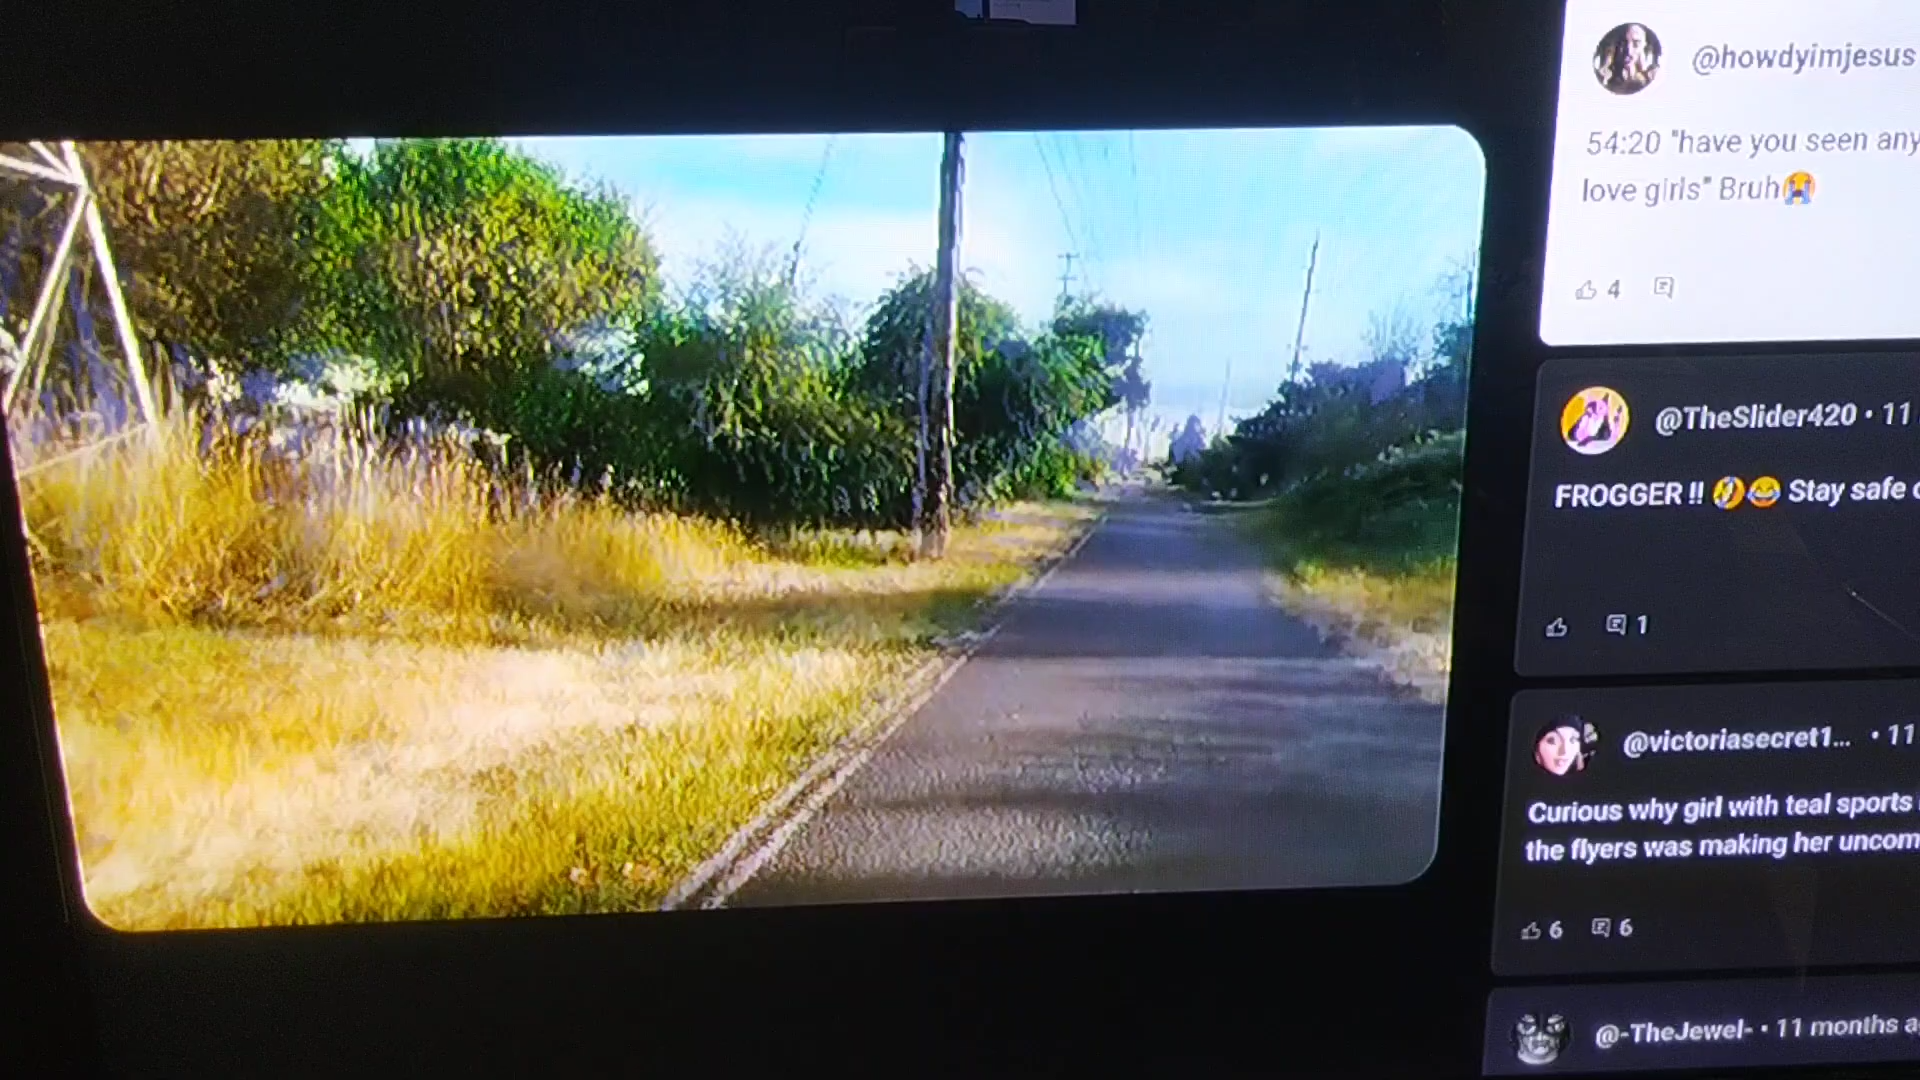 @howdyimjesus
54:20 "have you seen any
love girls" Bruh😭
4
@TheSlider420 • 11
FROGGER !! 🤣😂 Stay safe
1
@victoriasecret1... • 11
Curious why girl with teal sports
the flyers was making her uncom
6 6
@-TheJewel- • 11 months a